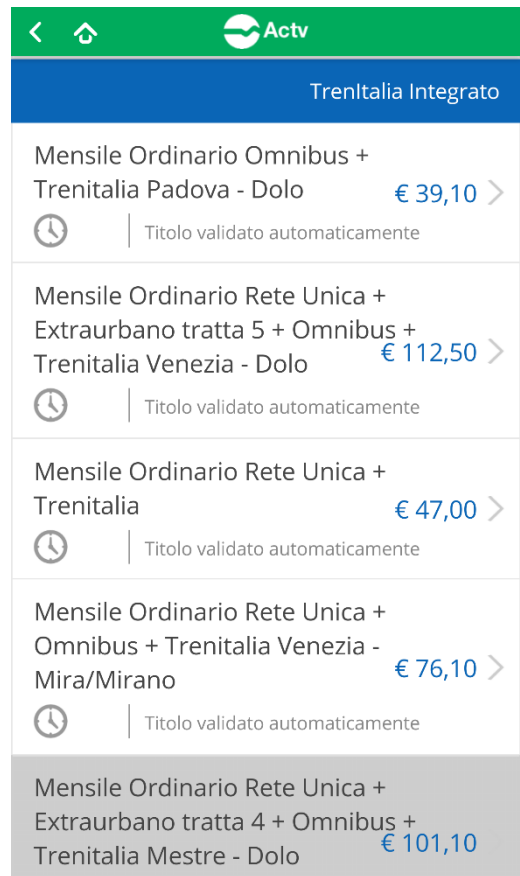 Actv
TrenItalia Integrato
Mensile Ordinario Omnibus +
Trenitalia Padova - Dolo
€ 39,10
Titolo validato automaticamente
Mensile Ordinario Rete Unica +
Extraurbano tratta 5 + Omnibus +
Trenitalia Venezia - Dolo
€ 112,50
Titolo validato automaticamente
Mensile Ordinario Rete Unica +
Trenitalia
€ 47,00
Titolo validato automaticamente
Mensile Ordinario Rete Unica +
Omnibus + Trenitalia Venezia -
Mira/Mirano
€ 76,10
Titolo validato automaticamente
Mensile Ordinario Rete Unica +
Extraurbano tratta 4 + Omnibus +
Trenitalia Mestre - Dolo
€ 101,10